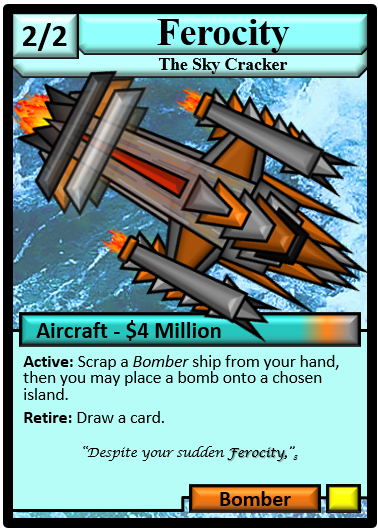 2/2
Ferocity
The Sky Cracker
Aircraft - $4 Million
Active: Scrap a Bomber ship from your hand,
then you may place a bomb onto a chosen
island.
Retire: Draw a card.
“Despite your sudden Ferocity,”s
Bomber